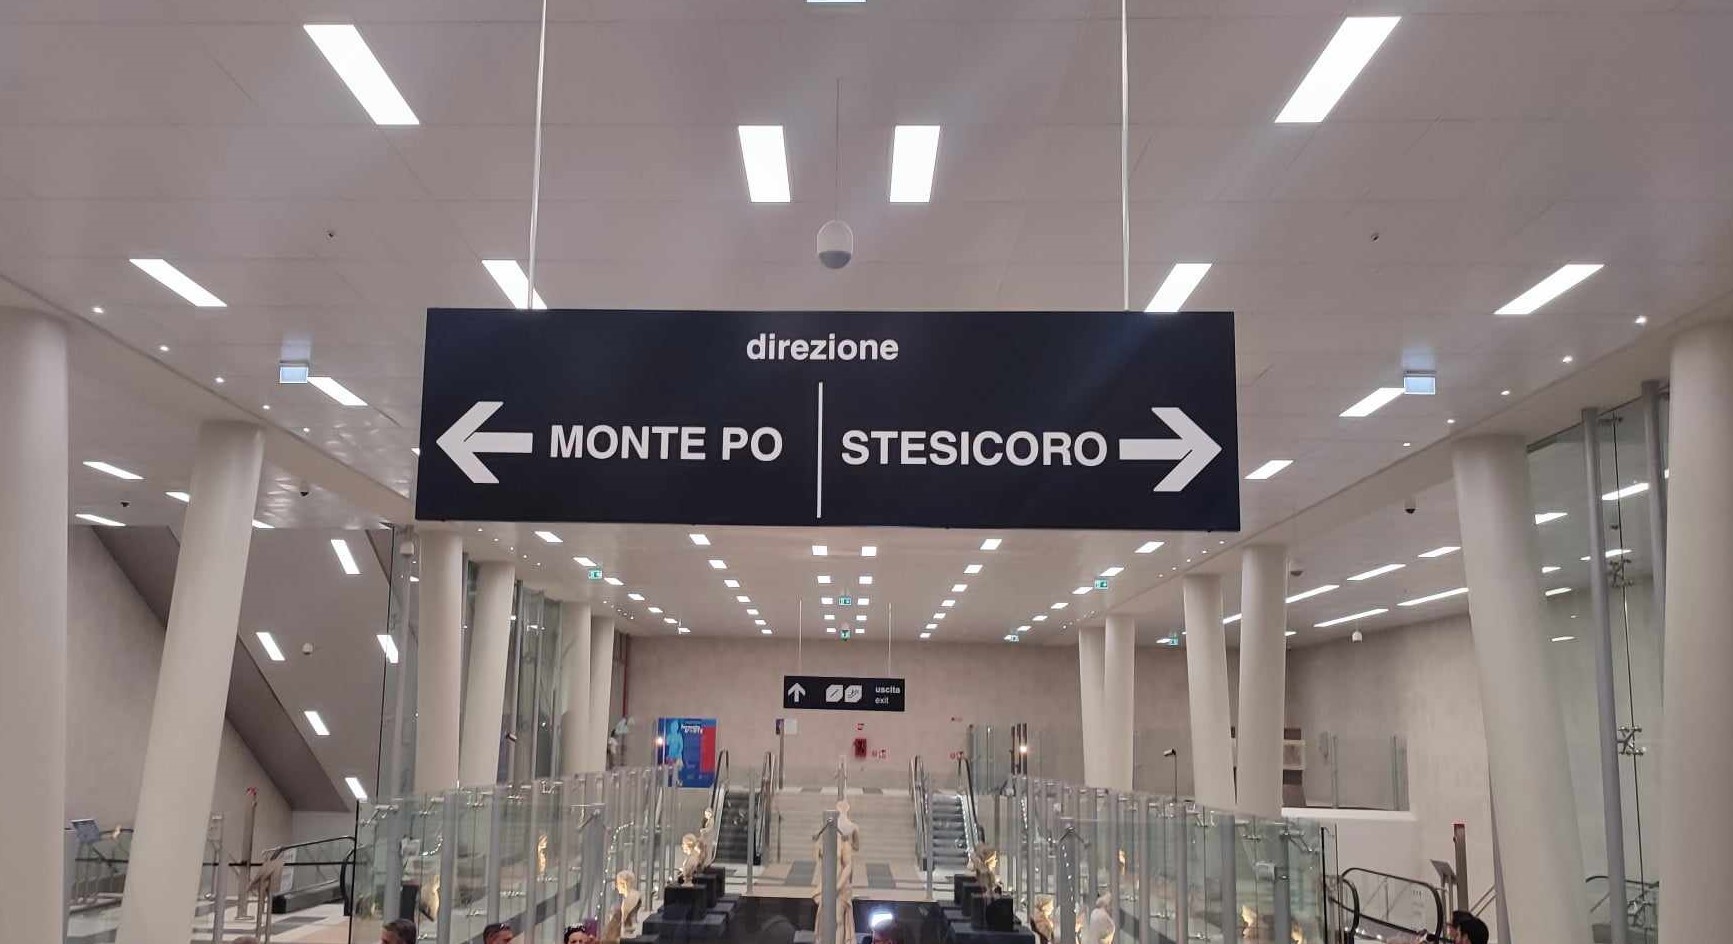 direzione
MONTE PO
STESICORO
uscita
exit